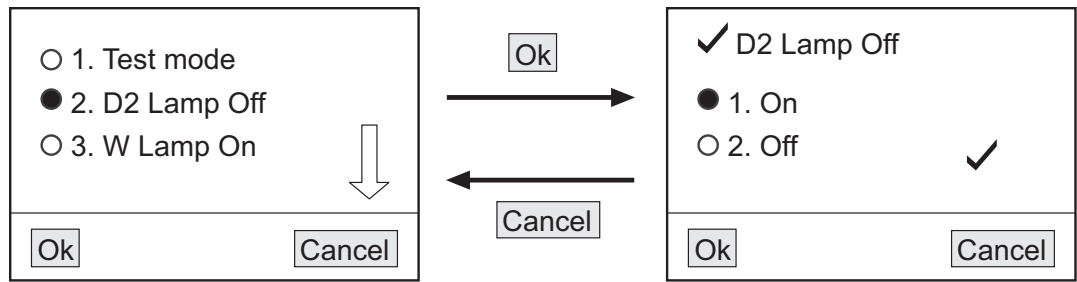 1. Test mode
2. D2 Lamp Off
3. W Lamp On
Ok Cancel
Ok
Cancel
D2 Lamp Off
1. On
2. Off
Ok Cancel